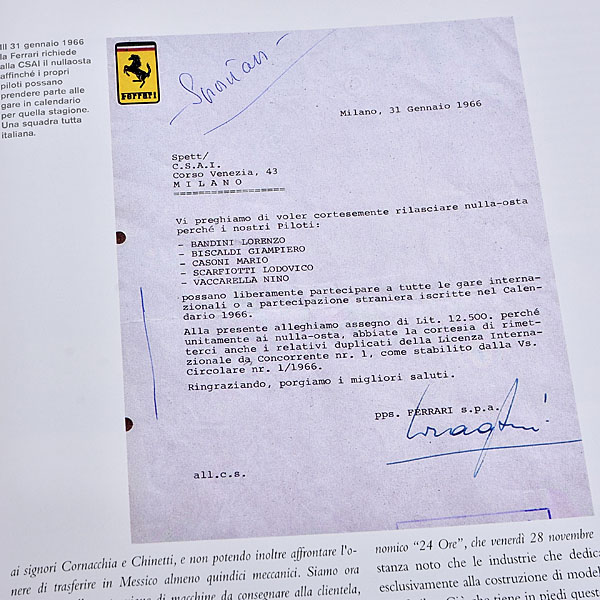 Il 31 gennaio 1966
la Ferrari richiede
alla CSAI il nullaosta
affinché i propri
piloti possano
prendere parte alle
gare in calendario
per quella stagione.
Una squadra tutta
italiana.
Ferrari
Milano, 31 Gennaio 1966
Spett/
C.S.A.I.
Corso Venezia, 43
M I L A N O
==================
Vi preghiamo di voler cortesemente rilasciare nulla-osta
perché i nostri Piloti:
- BANDINI LORENZO
- BISCALDI GIAMPIERO
- CASONI MARIO
- SCARFIOTTI LODOVICO
- VACCARELLA NINO
possano liberamente partecipare a tutte le gare interna-
zionali o a partecipazione straniera iscritte nel Calen-
dario 1966.
Alla presente alleghiamo assegno di Lit. 12.500. perché
unitamente ai nulla-osta, abbiate la cortesia di rimet-
terci anche i relativi duplicati della Licenza Interna-
zionale da Concorrente nr. 1, come stabilito dalla Vs.
Circolare nr. 1/1966.
Ringraziando, porgiamo i migliori saluti.
pps. FERRARI s.p.a.
all.c.s.
ai signori Cornacchia e Chinetti, e non potendo inoltre affrontare l'o-
nere di trasferire in Messico almeno quindici meccanici. Siamo ora
di macchine da consegnare alla clientela,
nomico "24 Ore", che venerdì 28 novembre
stanza noto che le industrie che dedica
esclusivamente alla costruzione di model
che tiene in piedi quest